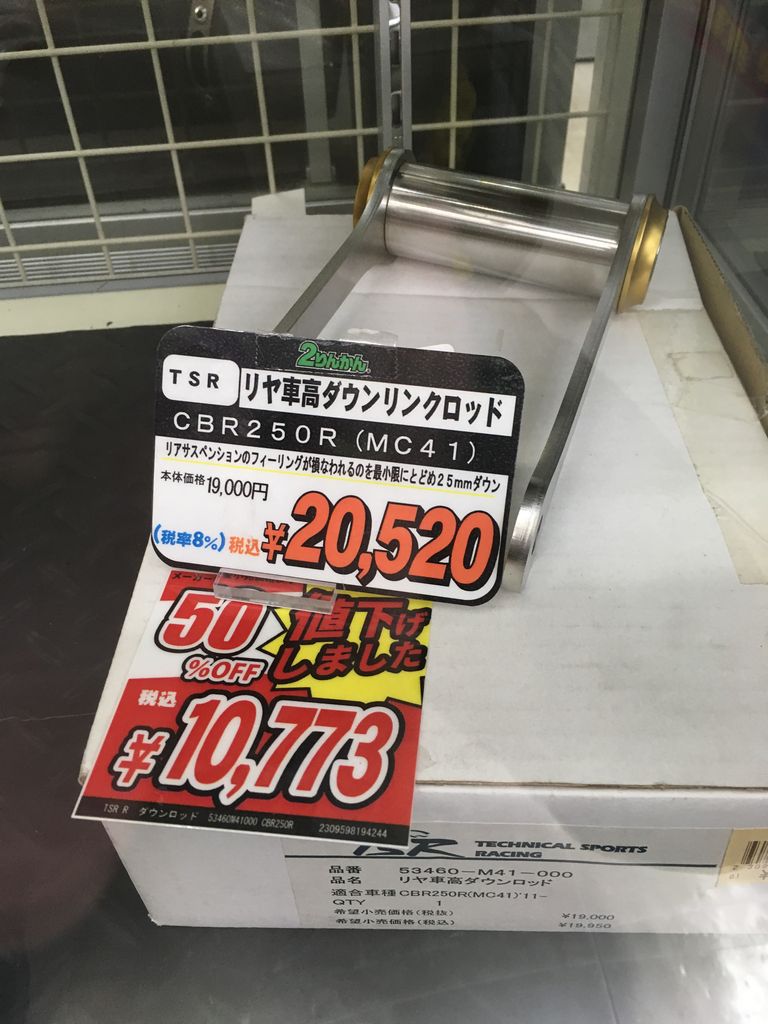 2りんかん
TSR リヤ車高ダウンリンクロッド
CBR250R (MC41)
リアサスペンションのフィーリングが損なわれるのを最小限にとどめ25mmダウン
本体価格19,000円
(税率8%) 税込 ¥20,520
メーカー
50 %OFF
値下げ
しました
税込
¥10,773
TSR R ダウンロッド 53460M41000 CBR250R 2309598194244
TSR TECHNICAL SPORTS
RACING
品番 53460-M41-000
品名 リヤ車高ダウンロッド
適合車種 CBR250R(MC41)'11-
QTY 1
希望小売価格(税抜) ¥19,000
希望小売価格(税込) ¥19,950